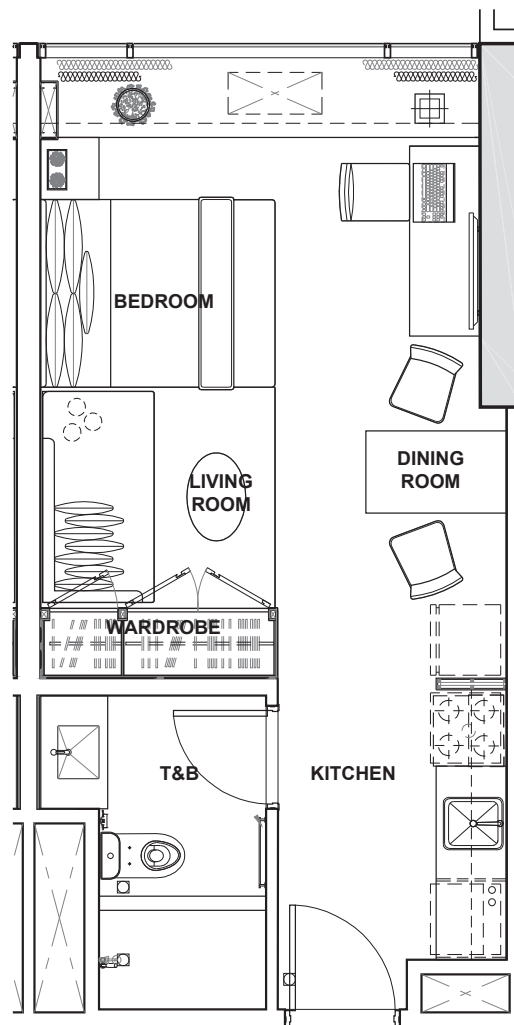 BEDROOM
LIVING
ROOM
DINING
ROOM
WARDROBE
T&B
KITCHEN